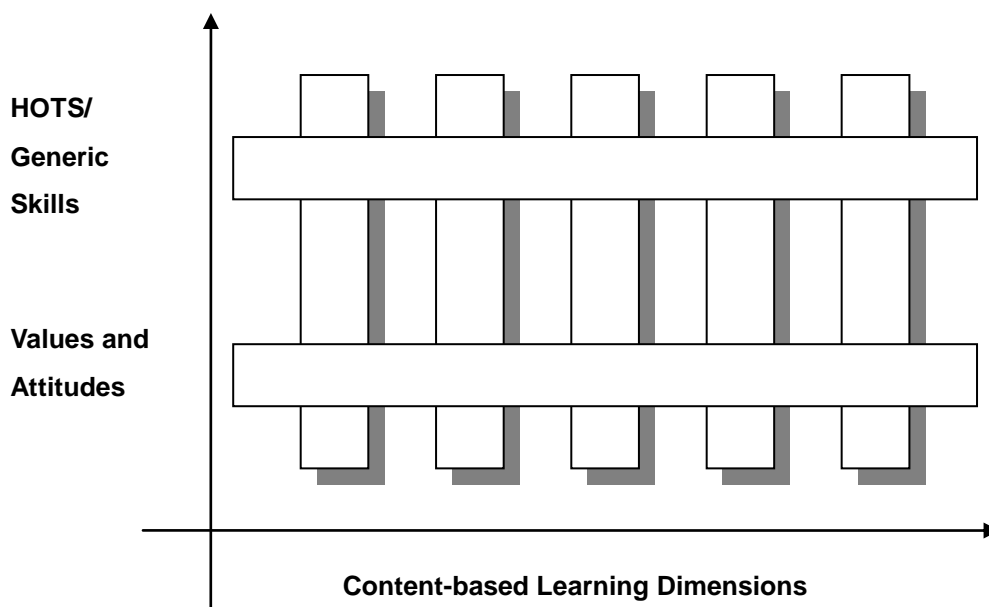 HOTS/
Generic
Skills
Values and
Attitudes
Content-based Learning Dimensions